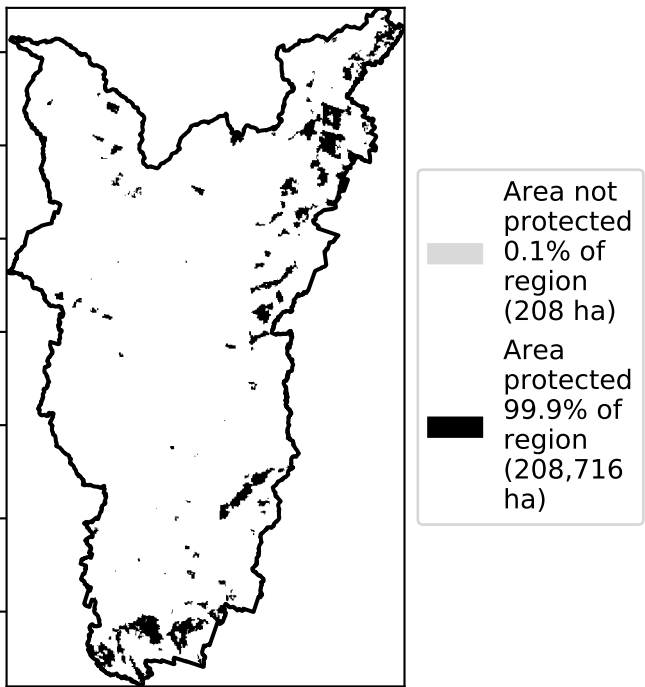 Area not
protected
0.1% of
region
(208 ha)
Area
protected
99.9% of
region
(208,716
ha)